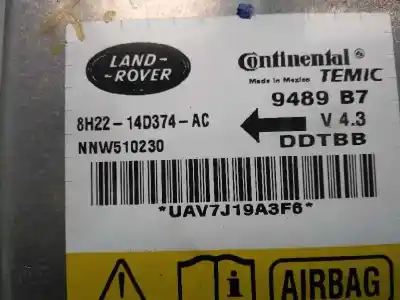 LAND-
-ROVER
Continental
Made in Mexico TEMIC
9489 B7
8H22-14D374-AC V 4.3
NNW510230 DDTBB
*UAV7J19A3F6*
i AIRBAG